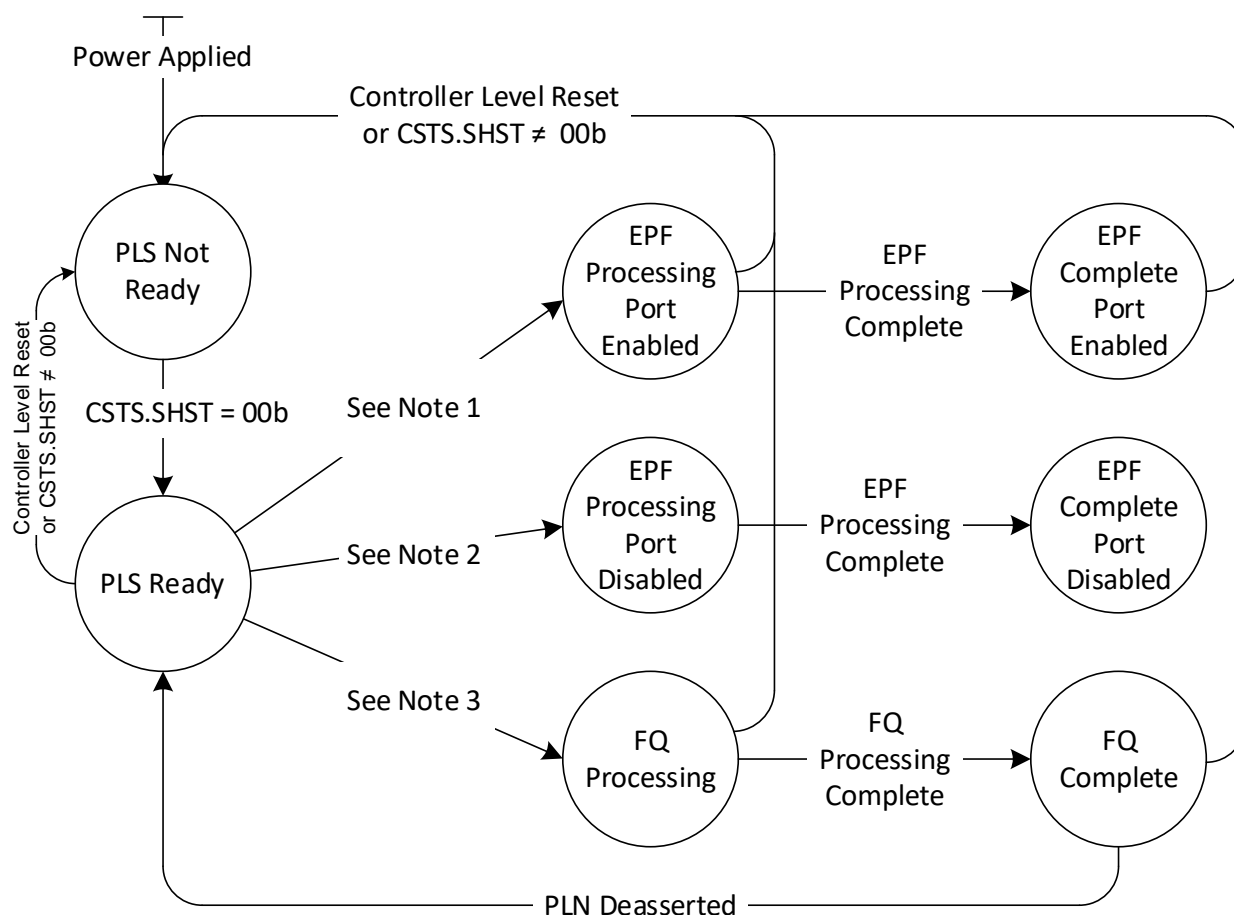 Power Applied
Controller Level Reset
or CSTS.SHST ≠ 00b
PLS Not
Ready
EPF
Processing
Port
Enabled
EPF
Processing
Complete
EPF
Complete
Port
Enabled
Controller Level Reset
or CSTS.SHST ≠ 00b
CSTS.SHST = 00b
See Note 1
PLS Ready
See Note 2
EPF
Processing
Port
Disabled
EPF
Processing
Complete
EPF
Complete
Port
Disabled
See Note 3
FQ
Processing
FQ
Processing
Complete
FQ
Complete
PLN Deasserted